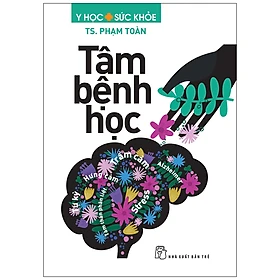 Y HỌC + SỨC KHỎE
TS. PHẠM TOÀN
Tâm
bệnh
học
Trầm cảm
Alzheimer
Hưng cảm
Tâm thần phân liệt
Tự kỷ
Stress
NHÀ XUẤT BẢN TRẺ